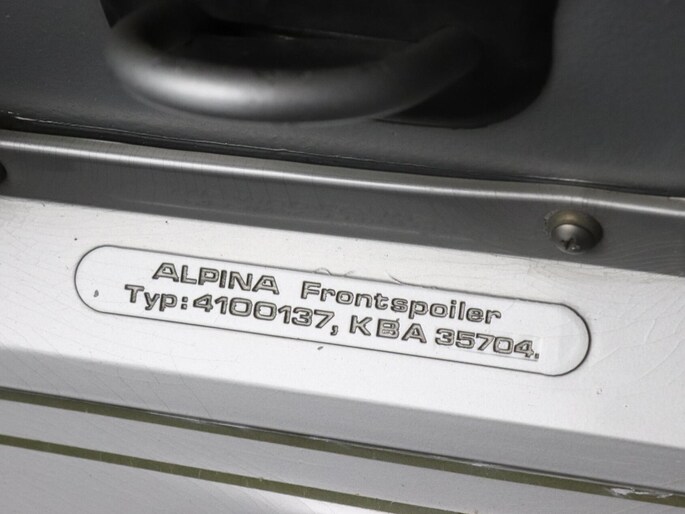 ALPINA Frontspoiler
Typ: 4100137, KBA 35704.